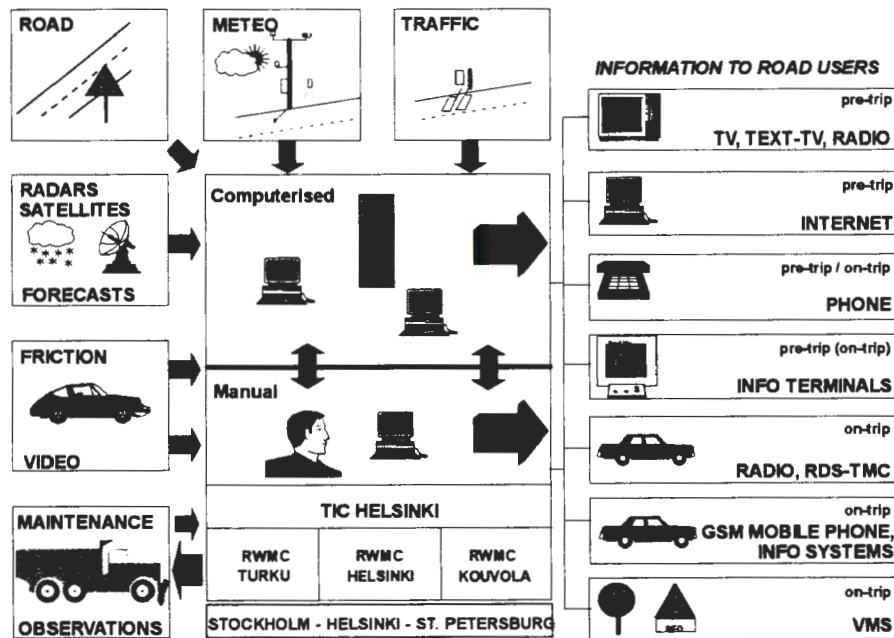 ROAD
METEO
TRAFFIC
RADARS
SATELLITES
FORECASTS
FRICTION
VIDEO
MAINTENANCE
OBSERVATIONS
Computerised
Manual
TIC HELSINKI
RWMC
TURKU
RWMC
HELSINKI
RWMC
KOUVOLA
STOCKHOLM - HELSINKI - ST. PETERSBURG
INFORMATION TO ROAD USERS
pre-trip
TV, TEXT-TV, RADIO
pre-trip
INTERNET
pre-trip / on-trip
PHONE
pre-trip (on-trip)
INFO TERMINALS
on-trip
RADIO, RDS-TMC
on-trip
GSM MOBILE PHONE,
INFO SYSTEMS
on-trip
VMS